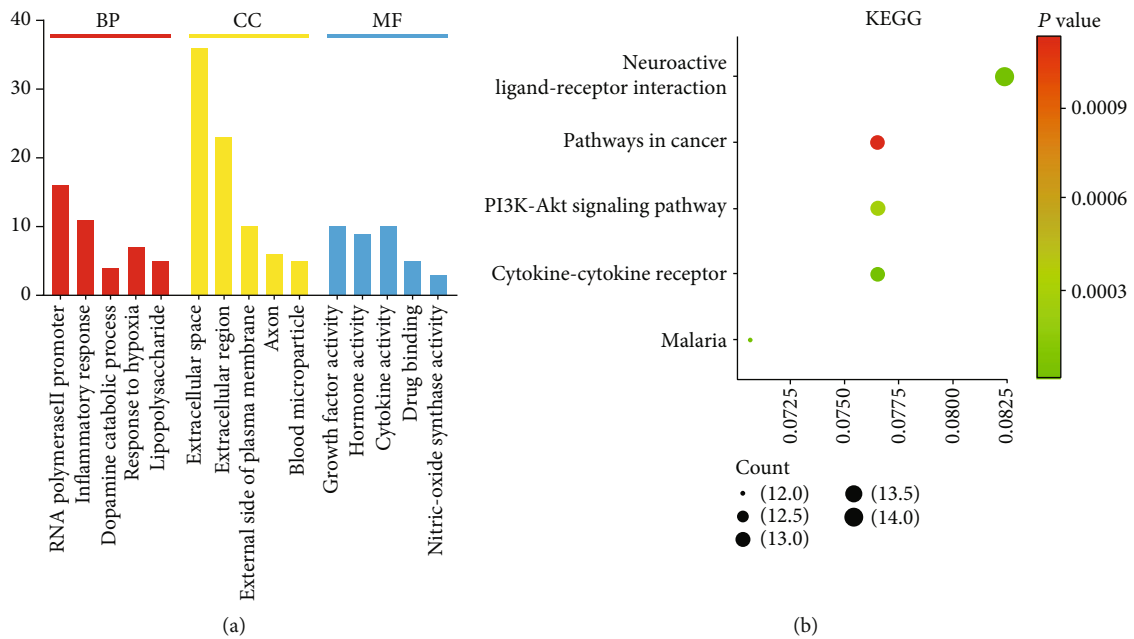 BP
CC
MF
40
30
20
10
0
RNA polymeraseII promoter
Inflammatory response
Dopamine catabolic process
Response to hypoxia
Lipopolysaccharide
Extracellular space
Extracellular region
External side of plasma membrane
Axon
Blood microparticle
Growth factor activity
Hormone activity
Cytokine activity
Drug binding
Nitric-oxide synthase activity
(a)
KEGG
Neuroactive
ligand-receptor interaction
Pathways in cancer
PI3K-Akt signaling pathway
Cytokine-cytokine receptor
Malaria
0.0725
0.0750
0.0775
0.0800
0.0825
P value
0.0009
0.0006
0.0003
Count
(12.0)
(12.5)
(13.0)
(13.5)
(14.0)
(b)